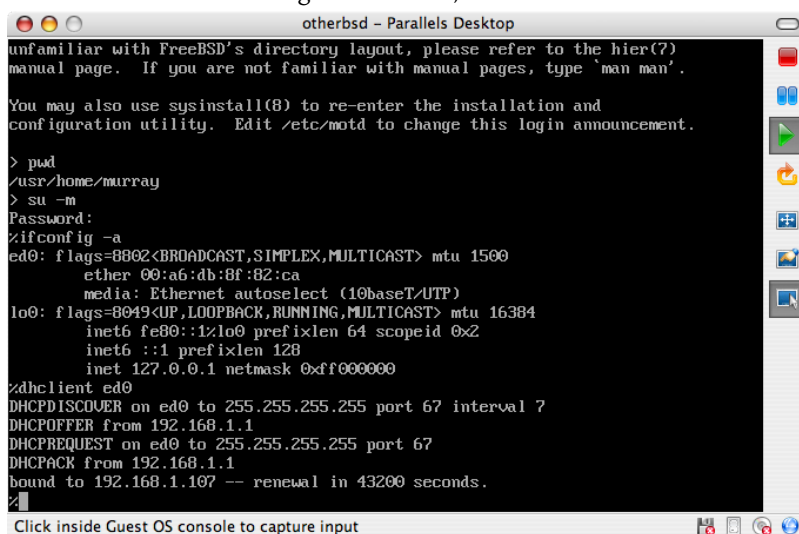 otherbsd – Parallels Desktop
unfamiliar with FreeBSD's directory layout, please refer to the hier(7)
manual page.  If you are not familiar with manual pages, type `man man'.
You may also use sysinstall(8) to re-enter the installation and
configuration utility.  Edit /etc/motd to change this login announcement.
> pwd
/usr/home/murray
> su -m
Password:
%ifconfig -a
ed0: flags=8802<BROADCAST,SIMPLEX,MULTICAST> mtu 1500
        ether 00:a6:db:8f:82:ca
        media: Ethernet autoselect (10baseT/UTP)
lo0: flags=8049<UP,LOOPBACK,RUNNING,MULTICAST> mtu 16384
        inet6 fe80::1%lo0 prefixlen 64 scopeid 0x2
        inet6 ::1 prefixlen 128
        inet 127.0.0.1 netmask 0xff000000
%dhclient ed0
DHCPDISCOVER on ed0 to 255.255.255.255 port 67 interval 7
DHCPOFFER from 192.168.1.1
DHCPREQUEST on ed0 to 255.255.255.255 port 67
DHCPACK from 192.168.1.1
bound to 192.168.1.107 -- renewal in 43200 seconds.
%
Click inside Guest OS console to capture input